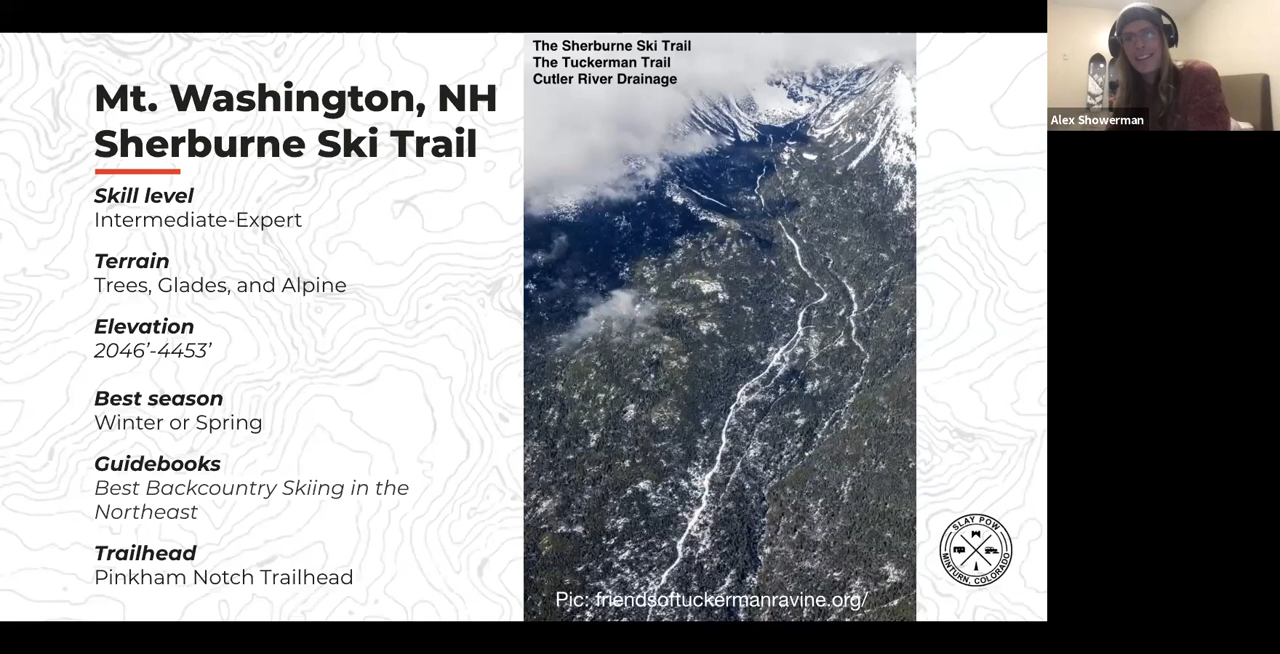 Mt. Washington, NH
Sherburne Ski Trail
Skill level
Intermediate-Expert
Terrain
Trees, Glades, and Alpine
Elevation
2046’-4453’
Best season
Winter or Spring
Guidebooks
Best Backcountry Skiing in the
Northeast
Trailhead
Pinkham Notch Trailhead
The Sherburne Ski Trail
The Tuckerman Trail
Cutler River Drainage
Pic: friendsoftuckermanravine.org/
SLAY POW
MINTURN, COLORADO
Alex Showerman